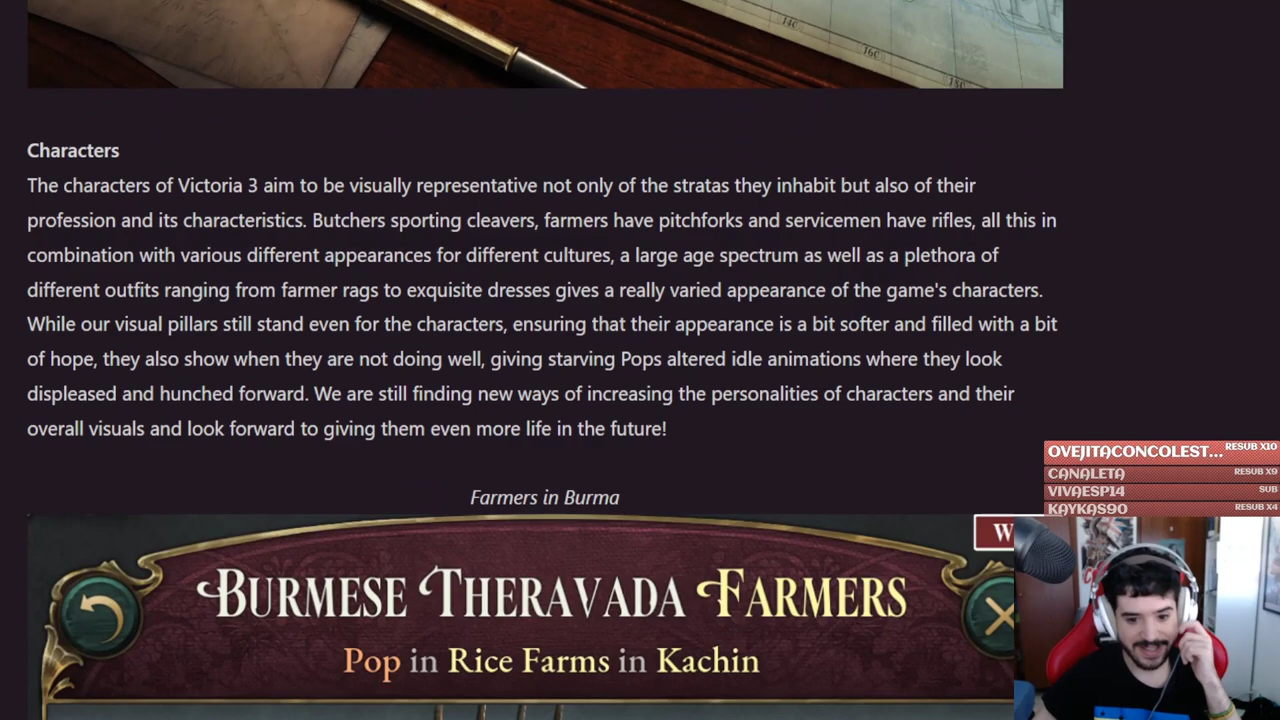 14C
16C
Characters
The characters of Victoria 3 aim to be visually representative not only of the stratas they inhabit but also of their
profession and its characteristics. Butchers sporting cleavers, farmers have pitchforks and servicemen have rifles, all this in
combination with various different appearances for different cultures, a large age spectrum as well as a plethora of
different outfits ranging from farmer rags to exquisite dresses gives a really varied appearance of the game's characters.
While our visual pillars still stand even for the characters, ensuring that their appearance is a bit softer and filled with a bit
of hope, they also show when they are not doing well, giving starving Pops altered idle animations where they look
displeased and hunched forward. We are still finding new ways of increasing the personalities of characters and their
overall visuals and look forward to giving them even more life in the future!
Farmers in Burma
W
BURMESE THERAVADA FARMERS
Pop in Rice Farms in Kachin
OVEJITACONCOLEST... RESUB X10
CANALETA RESUB X9
VIVAESP14 SUB
KAYKAS90 RESUB X4